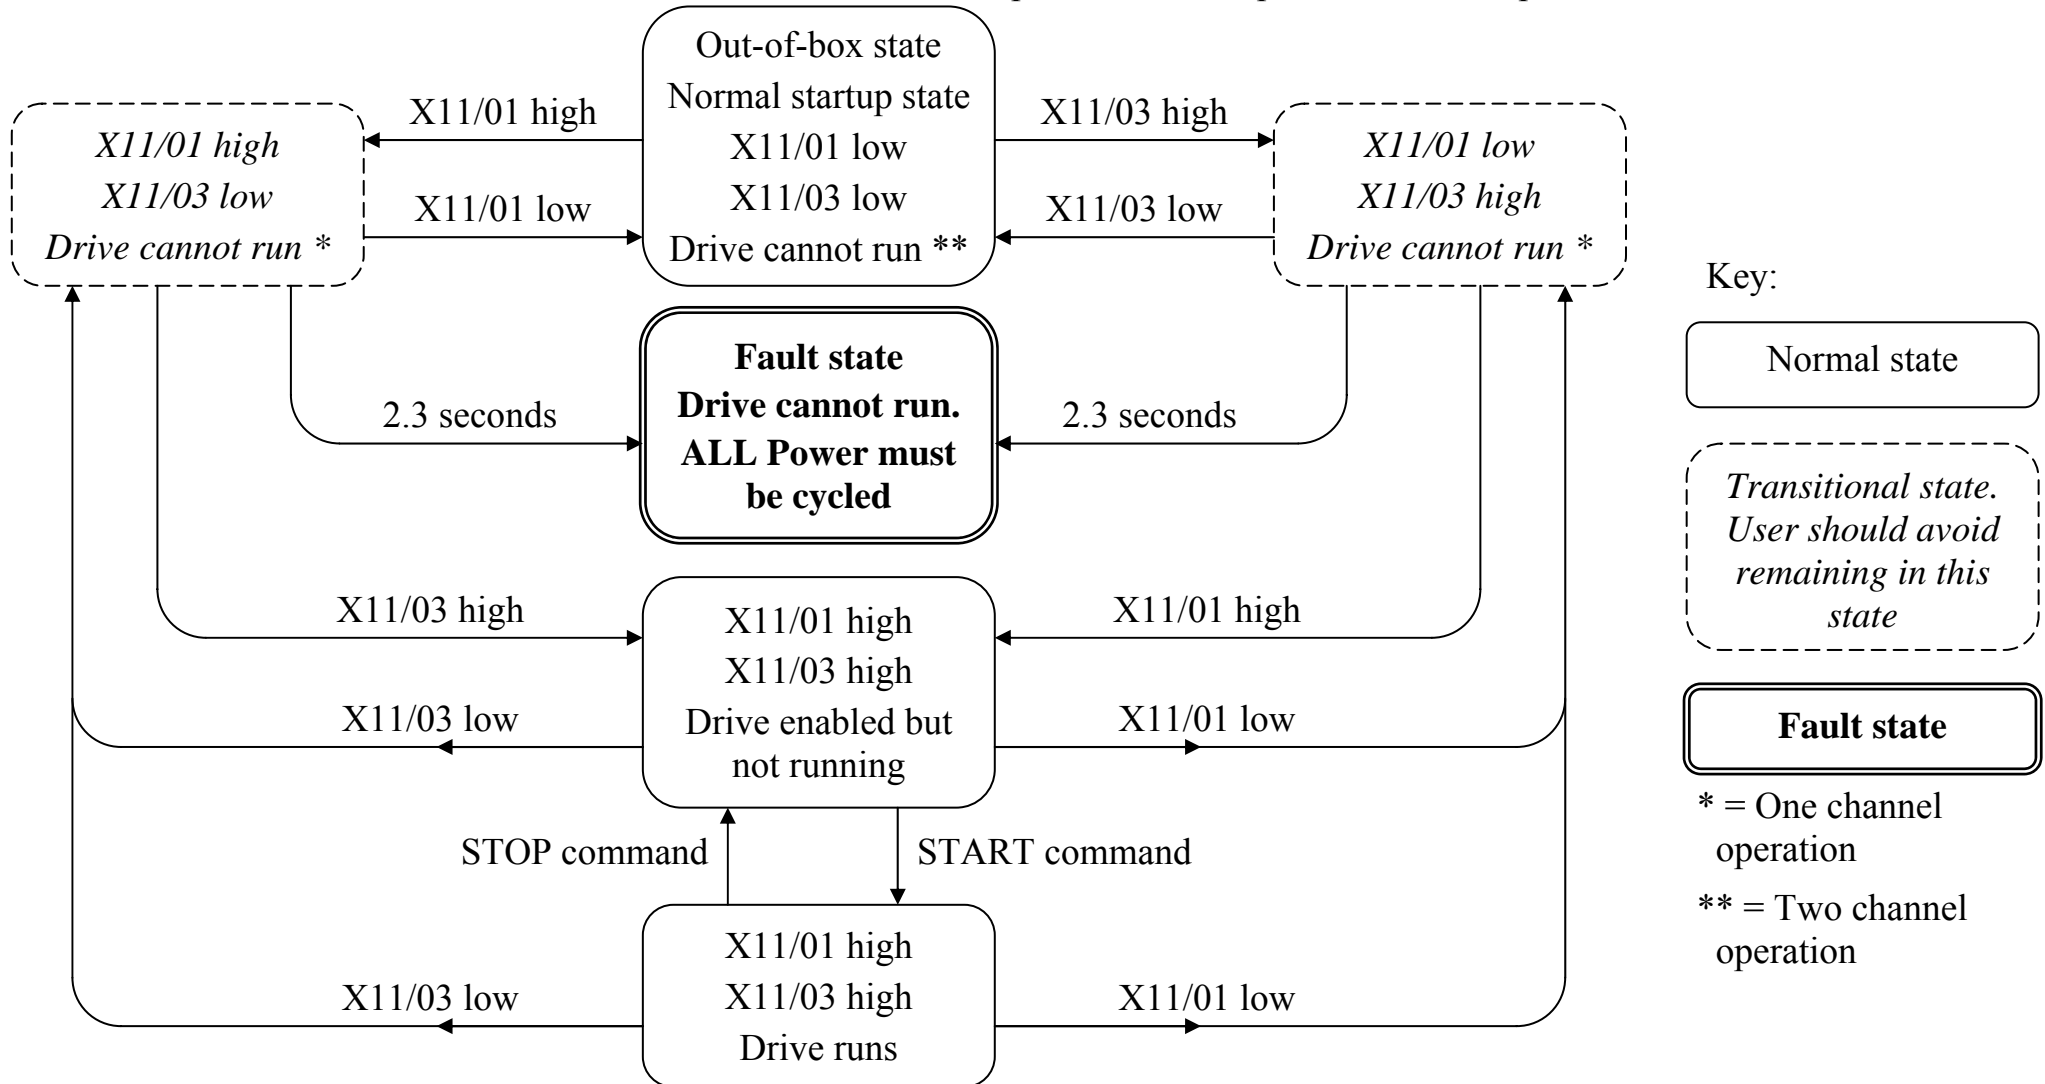 Out-of-box state
Normal startup state
X11/01 low
X11/03 low
Drive cannot run **
X11/01 high
X11/01 low
X11/03 high
X11/03 low
X11/01 high
X11/03 low
Drive cannot run *
X11/01 low
X11/03 high
Drive cannot run *
Fault state
Drive cannot run.
ALL Power must
be cycled
2.3 seconds
2.3 seconds
X11/03 high
X11/01 high
X11/01 high
X11/03 high
Drive enabled but
not running
X11/03 low
X11/01 low
STOP command
START command
X11/01 high
X11/03 high
Drive runs
X11/03 low
X11/01 low
Key:
Normal state
Transitional state.
User should avoid
remaining in this
state
Fault state
* = One channel
operation
** = Two channel
operation